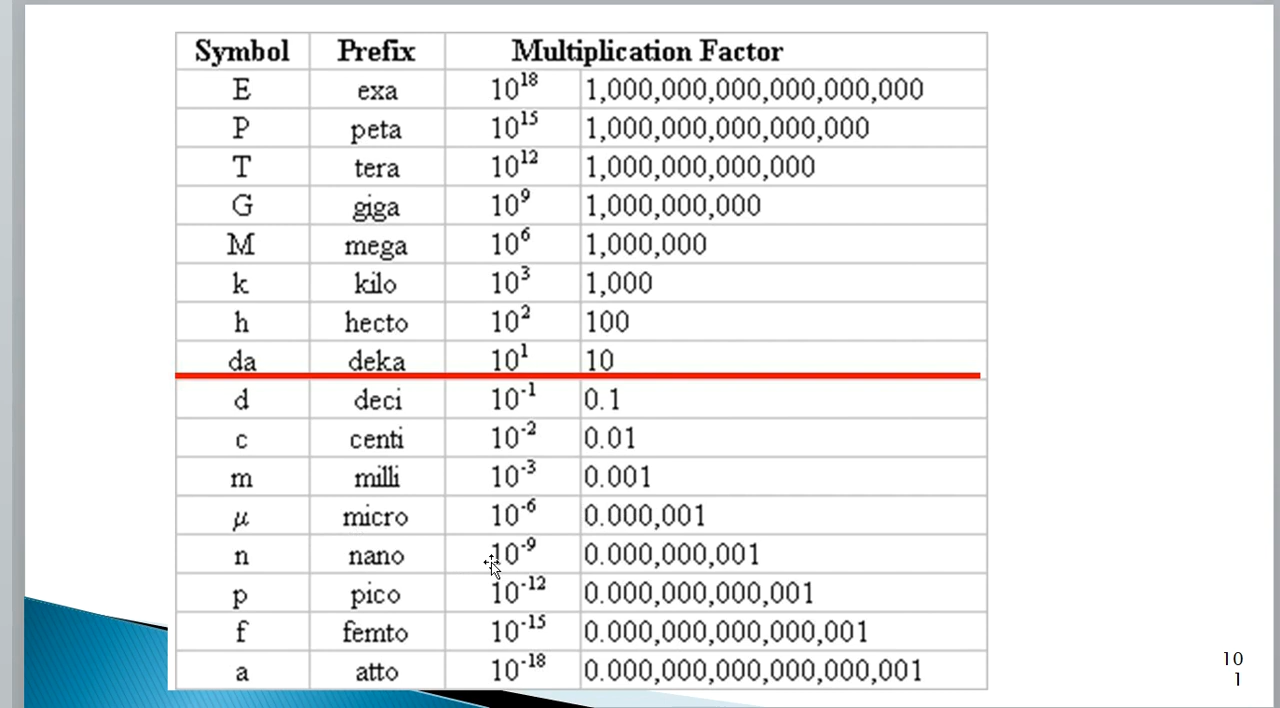 Symbol Prefix Multiplication Factor
E exa 10¹⁸ 1,000,000,000,000,000,000
P peta 10¹⁵ 1,000,000,000,000,000
T tera 10¹² 1,000,000,000,000
G giga 10⁹ 1,000,000,000
M mega 10⁶ 1,000,000
k kilo 10³ 1,000
h hecto 10² 100
da deka 10¹ 10
d deci 10⁻¹ 0.1
c centi 10⁻² 0.01
m milli 10⁻³ 0.001
μ micro 10⁻⁶ 0.000,001
n nano 10⁻⁹ 0.000,000,001
p pico 10⁻¹² 0.000,000,000,001
f femto 10⁻¹⁵ 0.000,000,000,000,001
a atto 10⁻¹⁸ 0.000,000,000,000,000,001
10
1